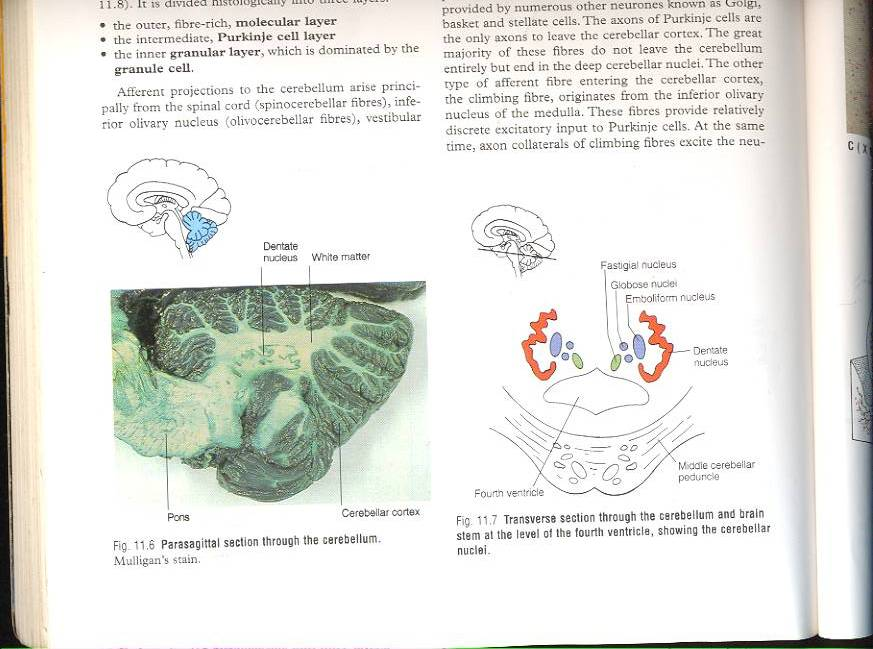 11.8). It is divided histologically into three layers:
• the outer, fibre-rich, molecular layer
• the intermediate, Purkinje cell layer
• the inner granular layer, which is dominated by the
granule cell.
Afferent projections to the cerebellum arise princi-
pally from the spinal cord (spinocerebellar fibres), infe-
rior olivary nucleus (olivocerebellar fibres), vestibular
Dentate
nucleus
White matter
Pons
Cerebellar cortex
Fig. 11.6 Parasagittal section through the cerebellum.
Mulligan's stain.
provided by numerous other neurones known as Golgi,
basket and stellate cells. The axons of Purkinje cells are
the only axons to leave the cerebellar cortex. The great
majority of these fibres do not leave the cerebellum
entirely but end in the deep cerebellar nuclei. The other
type of afferent fibre entering the cerebellar cortex,
the climbing fibre, originates from the inferior olivary
nucleus of the medulla. These fibres provide relatively
discrete excitatory input to Purkinje cells. At the same
time, axon collaterals of climbing fibres excite the neu-
Fastigial nucleus
Globose nuclei
Emboliform nucleus
Dentate
nucleus
Middle cerebellar
peduncle
Fourth ventricle
Fig. 11.7 Transverse section through the cerebellum and brain
stem at the level of the fourth ventricle, showing the cerebellar
nuclei.